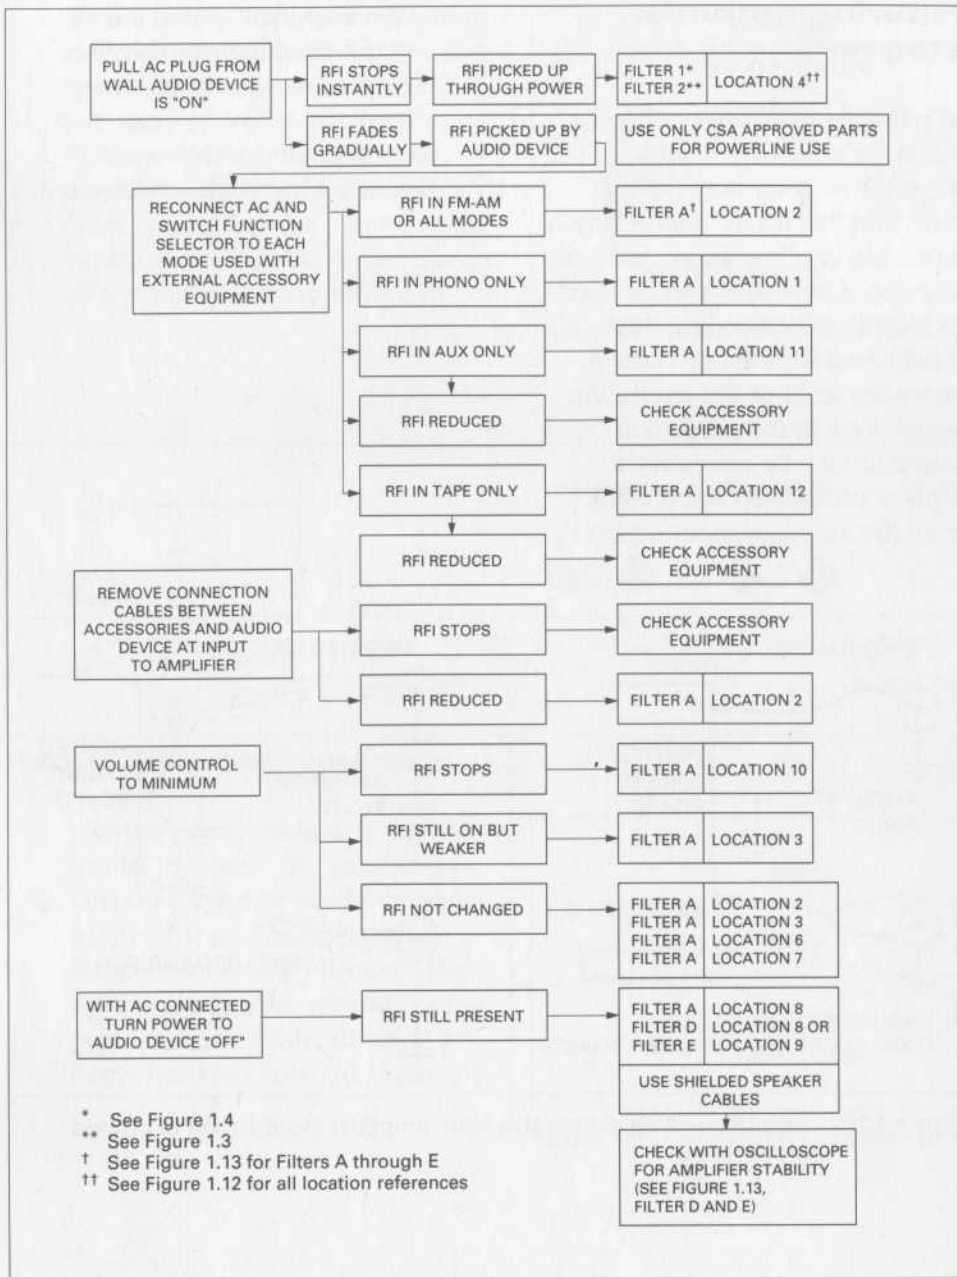 PULL AC PLUG FROM
WALL AUDIO DEVICE
IS "ON"
RFI STOPS
INSTANTLY
RFI PICKED UP
THROUGH POWER
FILTER 1*
FILTER 2**
LOCATION 4††
RFI FADES
GRADUALLY
RFI PICKED UP BY
AUDIO DEVICE
USE ONLY CSA APPROVED PARTS
FOR POWERLINE USE
RECONNECT AC AND
SWITCH FUNCTION
SELECTOR TO EACH
MODE USED WITH
EXTERNAL ACCESSORY
EQUIPMENT
RFI IN FM-AM
OR ALL MODES
FILTER A† LOCATION 2
RFI IN PHONO ONLY
FILTER A LOCATION 1
RFI IN AUX ONLY
FILTER A LOCATION 11
RFI REDUCED
CHECK ACCESSORY
EQUIPMENT
RFI IN TAPE ONLY
FILTER A LOCATION 12
RFI REDUCED
CHECK ACCESSORY
EQUIPMENT
REMOVE CONNECTION
CABLES BETWEEN
ACCESSORIES AND AUDIO
DEVICE AT INPUT
TO AMPLIFIER
RFI STOPS
CHECK ACCESSORY
EQUIPMENT
RFI REDUCED
FILTER A LOCATION 2
VOLUME CONTROL
TO MINIMUM
RFI STOPS
FILTER A LOCATION 10
RFI STILL ON BUT
WEAKER
FILTER A LOCATION 3
RFI NOT CHANGED
FILTER A LOCATION 9
FILTER A LOCATION 3
FILTER A LOCATION 6
FILTER A LOCATION 7
WITH AC CONNECTED
TURN POWER TO
AUDIO DEVICE "OFF"
RFI STILL PRESENT
FILTER A LOCATION 8
FILTER D LOCATION 8 OR
FILTER E LOCATION 8
USE SHIELDED SPEAKER
CABLES
CHECK WITH OSCILLOSCOPE
FOR AMPLIFIER STABILITY
(SEE FIGURE 1.13,
FILTER D AND E)
* See Figure 1.4
** See Figure 1.3
† See Figure 1.13 for Filters A through E
†† See Figure 1.12 for all location references